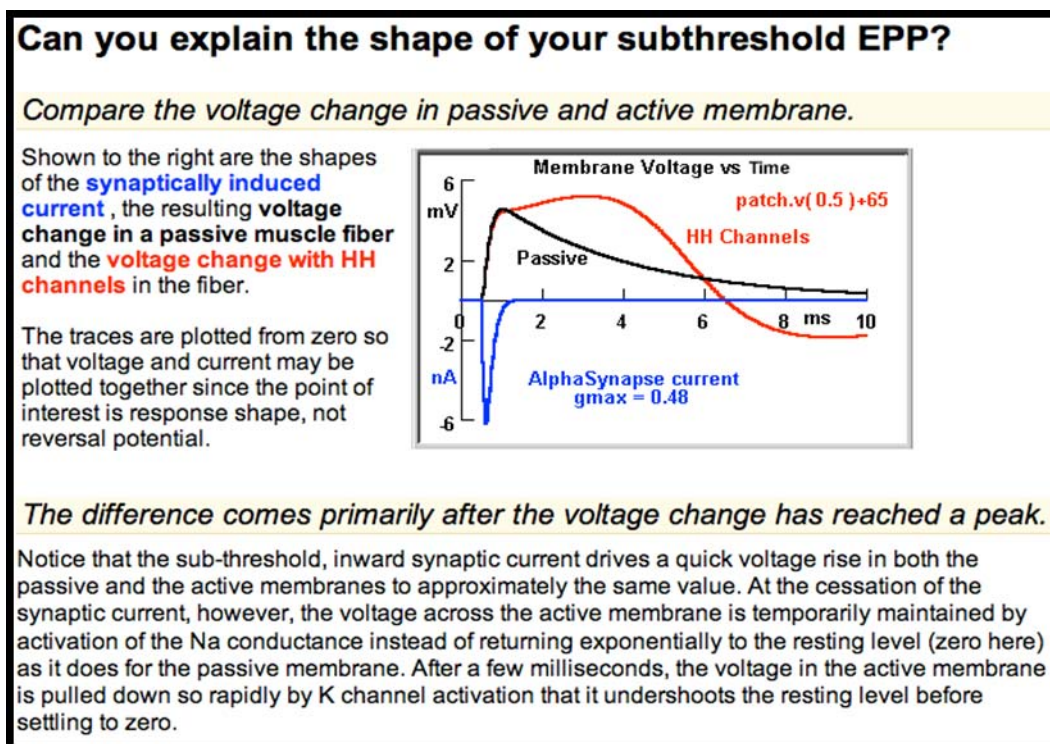 Can you explain the shape of your subthreshold EPP?
Compare the voltage change in passive and active membrane.
Shown to the right are the shapes
of the synaptically induced
current , the resulting voltage
change in a passive muscle fiber
and the voltage change with HH
channels in the fiber.
The traces are plotted from zero so
that voltage and current may be
plotted together since the point of
interest is response shape, not
reversal potential.
Membrane Voltage vs Time
6
mV
patch.v( 0.5 )+65
HH Channels
2
Passive
0 2 4 6 8 ms 10
-2
nA
AlphaSynapse current
gmax = 0.48
-6
The difference comes primarily after the voltage change has reached a peak.
Notice that the sub-threshold, inward synaptic current drives a quick voltage rise in both the
passive and the active membranes to approximately the same value. At the cessation of the
synaptic current, however, the voltage across the active membrane is temporarily maintained by
activation of the Na conductance instead of returning exponentially to the resting level (zero here)
as it does for the passive membrane. After a few milliseconds, the voltage in the active membrane
is pulled down so rapidly by K channel activation that it undershoots the resting level before
settling to zero.